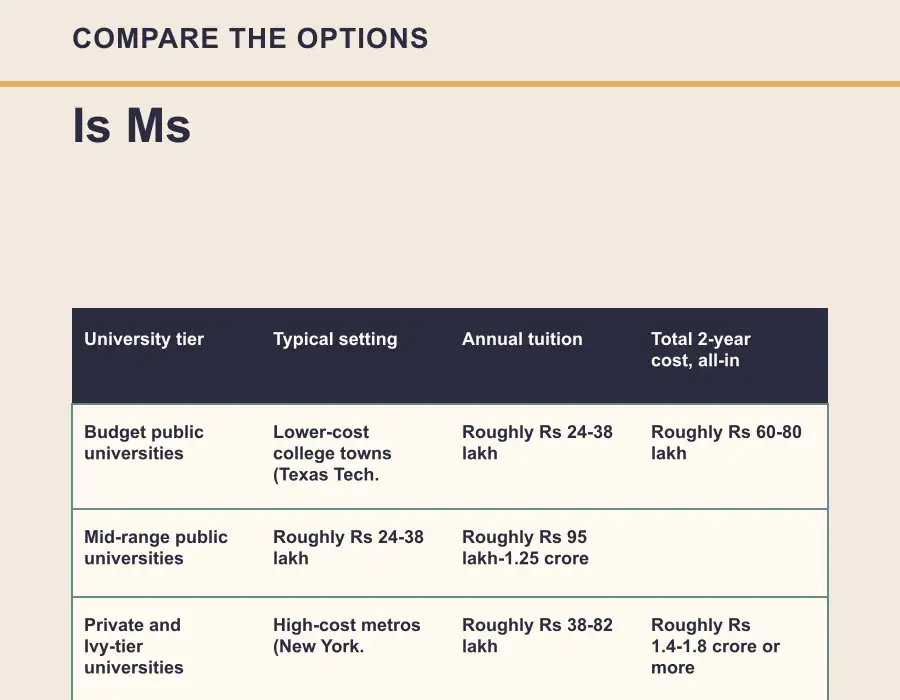 COMPARE THE OPTIONS
Is Ms
University tier
Typical setting
Annual tuition
Total 2-year
cost, all-in
Budget public
universities
Lower-cost
college towns
(Texas Tech.
Roughly Rs 24-38
lakh
Roughly Rs 60-80
lakh
Mid-range public
universities
Roughly Rs 24-38
lakh
Roughly Rs 95
lakh-1.25 crore
Private and
Ivy-tier
universities
High-cost metros
(New York.
Roughly Rs 38-82
lakh
Roughly Rs
1.4-1.8 crore or
more